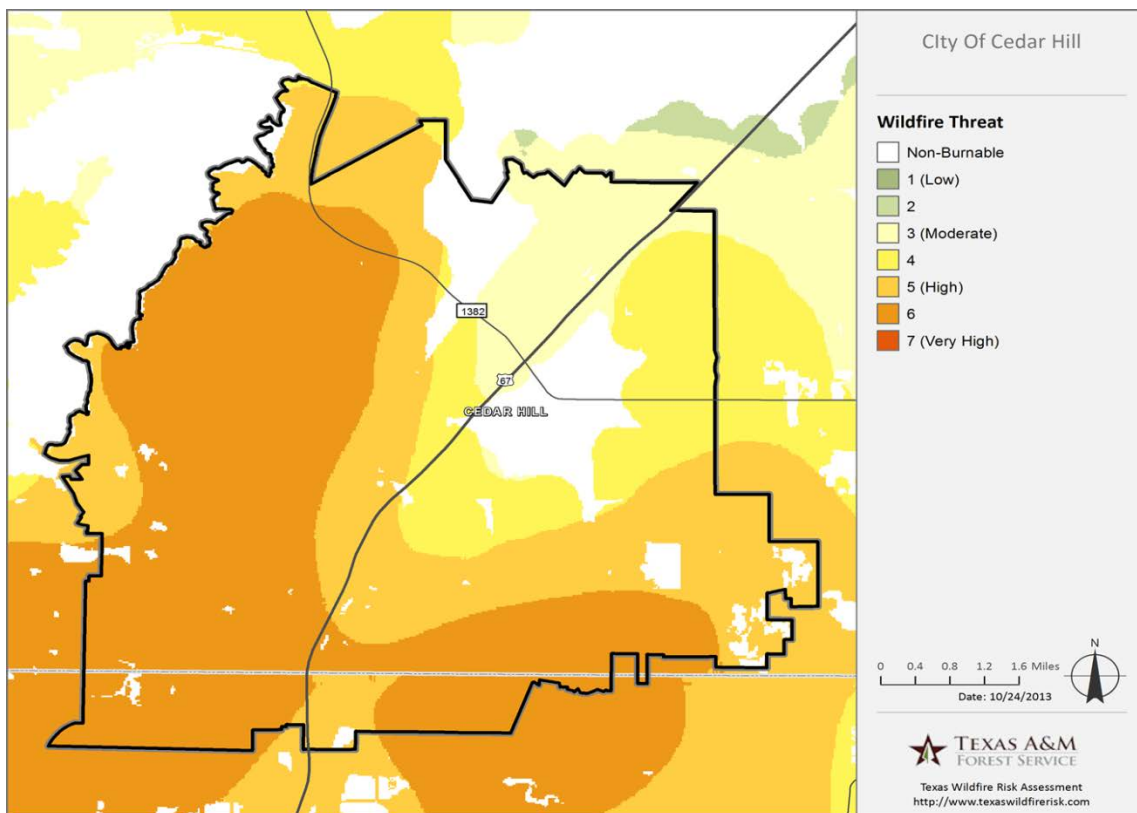 CIty Of Cedar Hill
Wildfire Threat
Non-Burnable
1 (Low)
2
3 (Moderate)
4
5 (High)
6
7 (Very High)
1382
67
CEDAR HILL
N
0 0.4 0.8 1.2 1.6 Miles
Date: 10/24/2013
TEXAS A&M
FOREST SERVICE
Texas Wildfire Risk Assessment
http://www.texaswildfirerisk.com